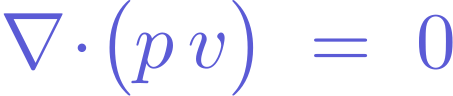 ∇·(p v) = 0